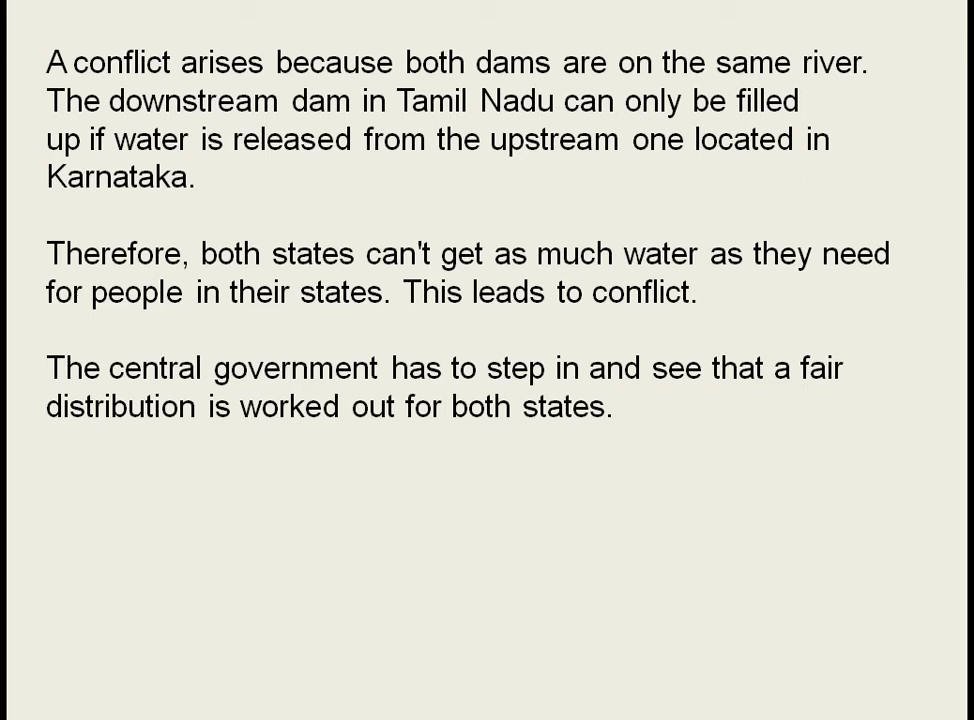 A conflict arises because both dams are on the same river.
The downstream dam in Tamil Nadu can only be filled
up if water is released from the upstream one located in
Karnataka.
Therefore, both states can't get as much water as they need
for people in their states. This leads to conflict.
The central government has to step in and see that a fair
distribution is worked out for both states.